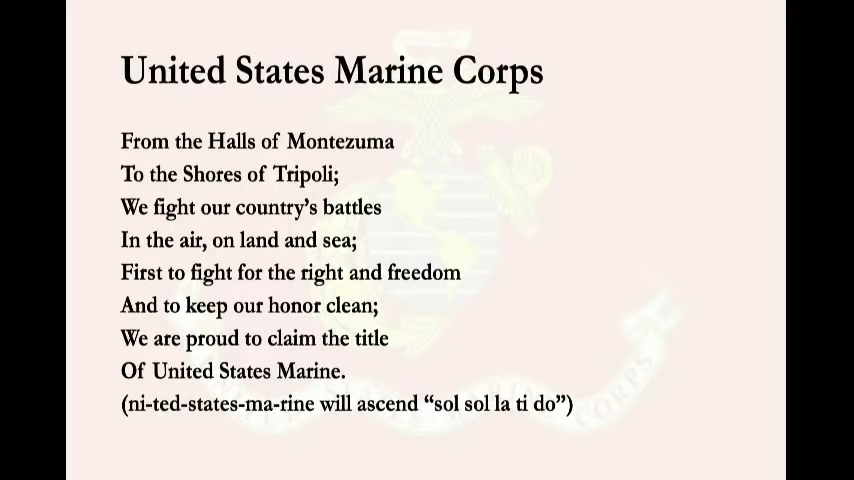 United States Marine Corps
From the Halls of Montezuma
To the Shores of Tripoli;
We fight our country’s battles
In the air, on land and sea;
First to fight for the right and freedom
And to keep our honor clean;
We are proud to claim the title
Of United States Marine.
(ni-ted-states-ma-rine will ascend “sol sol la ti do”)
CORPS